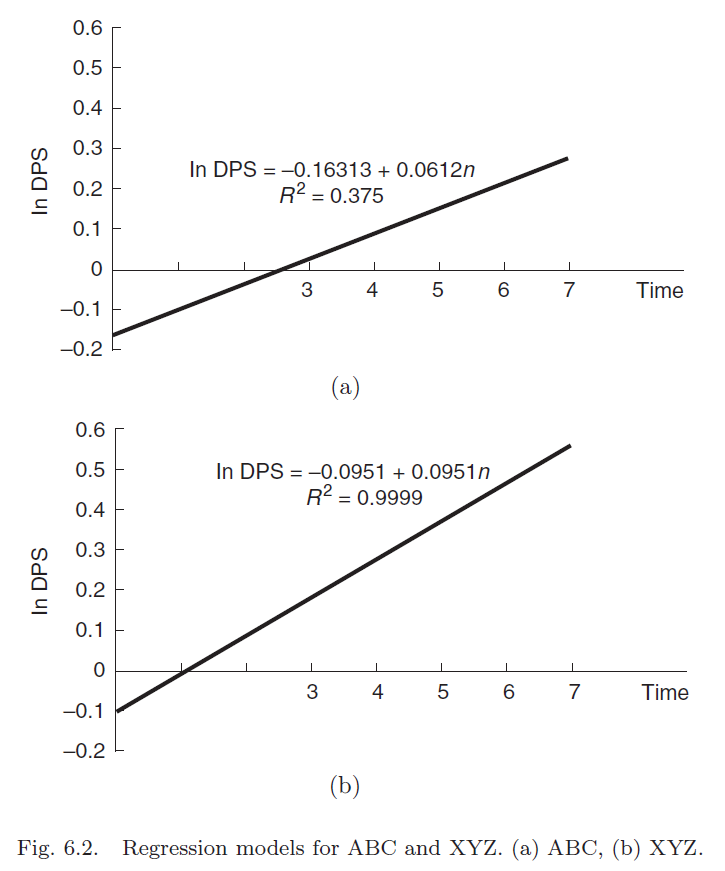 0.6
0.5
0.4
0.3
0.2
0.1
0
–0.1
–0.2
ln DPS
ln DPS = –0.16313 + 0.0612n
R² = 0.375
3 4 5 6 7 Time
(a)
0.6
0.5
0.4
0.3
0.2
0.1
0
–0.1
–0.2
ln DPS
ln DPS = –0.0951 + 0.0951n
R² = 0.9999
3 4 5 6 7 Time
(b)
Fig. 6.2. Regression models for ABC and XYZ. (a) ABC, (b) XYZ.